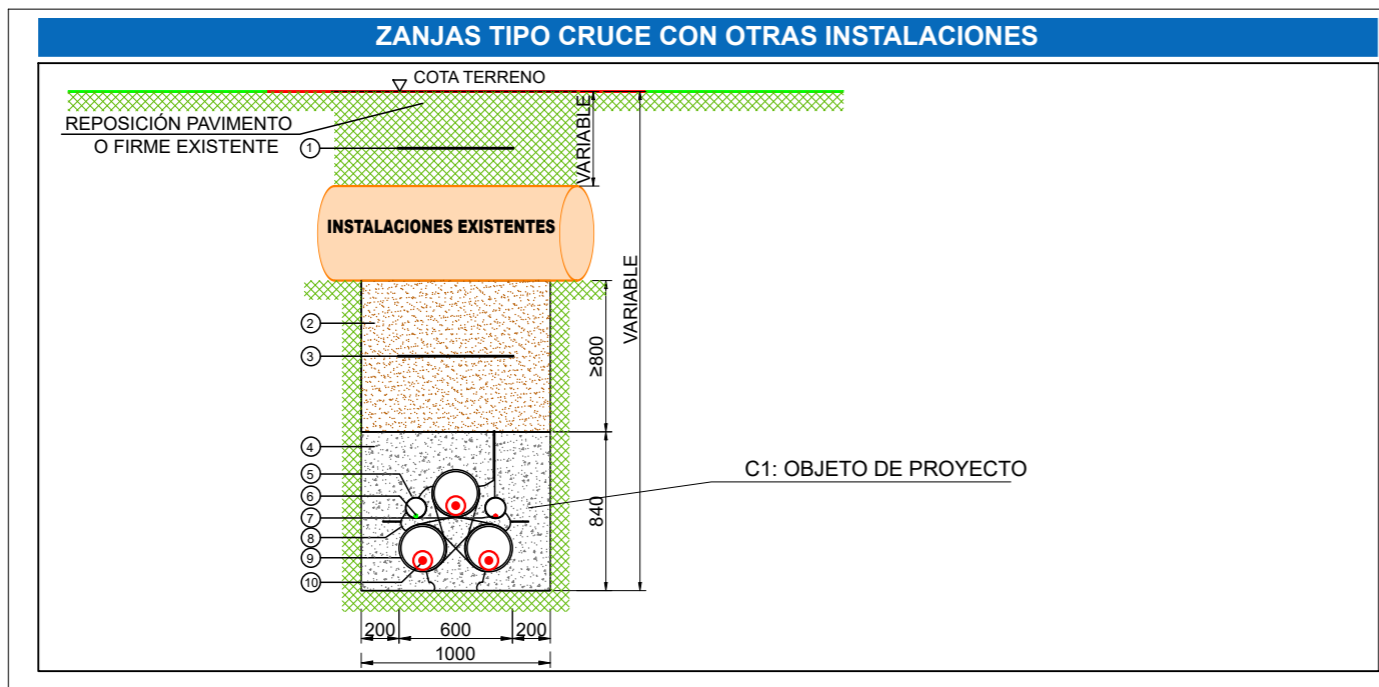 ZANJAS TIPO CRUCE CON OTRAS INSTALACIONES
COTA TERRENO
REPOSICIÓN PAVIMENTO
O FIRME EXISTENTE
1
VARIABLE
INSTALACIONES EXISTENTES
VARIABLE
2
3
≥800
4
5
6
7
8
9
10
C1: OBJETO DE PROYECTO
840
200
600
200
1000